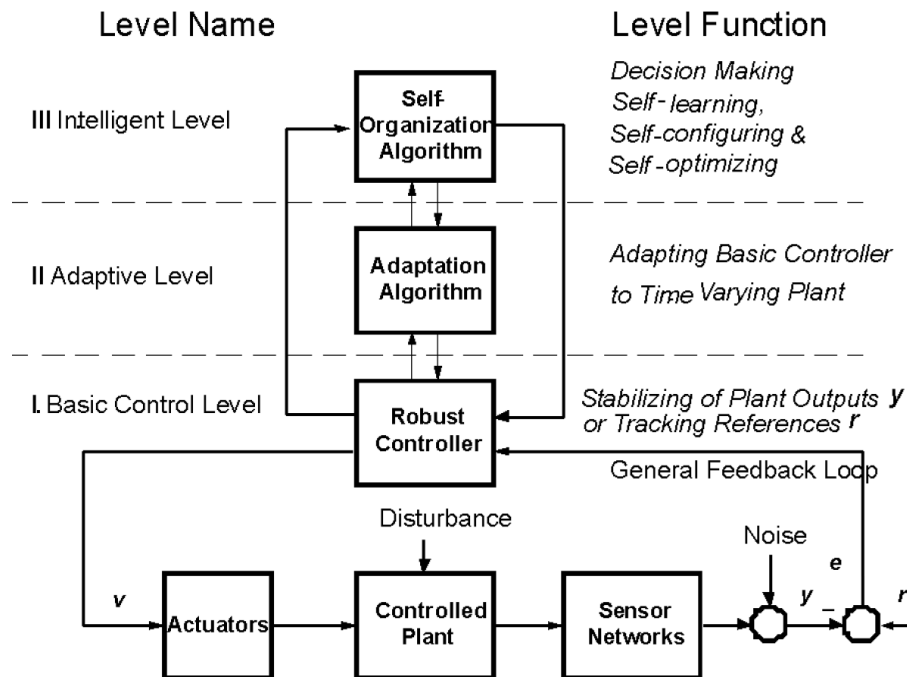 Level Name
Level Function
III Intelligent Level
Self-
Organization
Algorithm
Decision Making
Self- learning,
Self-configuring &
Self- optimizing
II Adaptive Level
Adaptation
Algorithm
Adapting Basic Controller
to Time Varying Plant
I. Basic Control Level
Robust
Controller
Stabilizing of Plant Outputs y
or Tracking References r
General Feedback Loop
Disturbance
Noise
e
v
Actuators
Controlled
Plant
Sensor
Networks
y
_
r